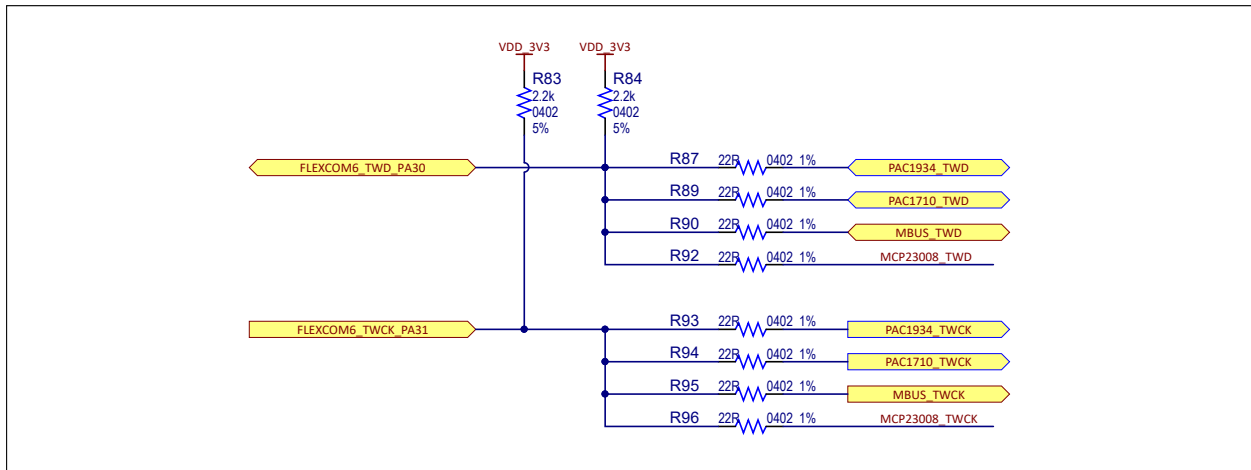 VDD_3V3 VDD_3V3
R83 R84
2.2k 2.2k
0402 0402
5% 5%
FLEXCOM6_TWD_PA30 R87 22R 0402 1% PAC1934_TWD
R89 22R 0402 1% PAC1710_TWD
R90 22R 0402 1% MBUS_TWD
R92 22R 0402 1% MCP23008_TWD
FLEXCOM6_TWCK_PA31 R93 22R 0402 1% PAC1934_TWCK
R94 22R 0402 1% PAC1710_TWCK
R95 22R 0402 1% MBUS_TWCK
R96 22R 0402 1% MCP23008_TWCK